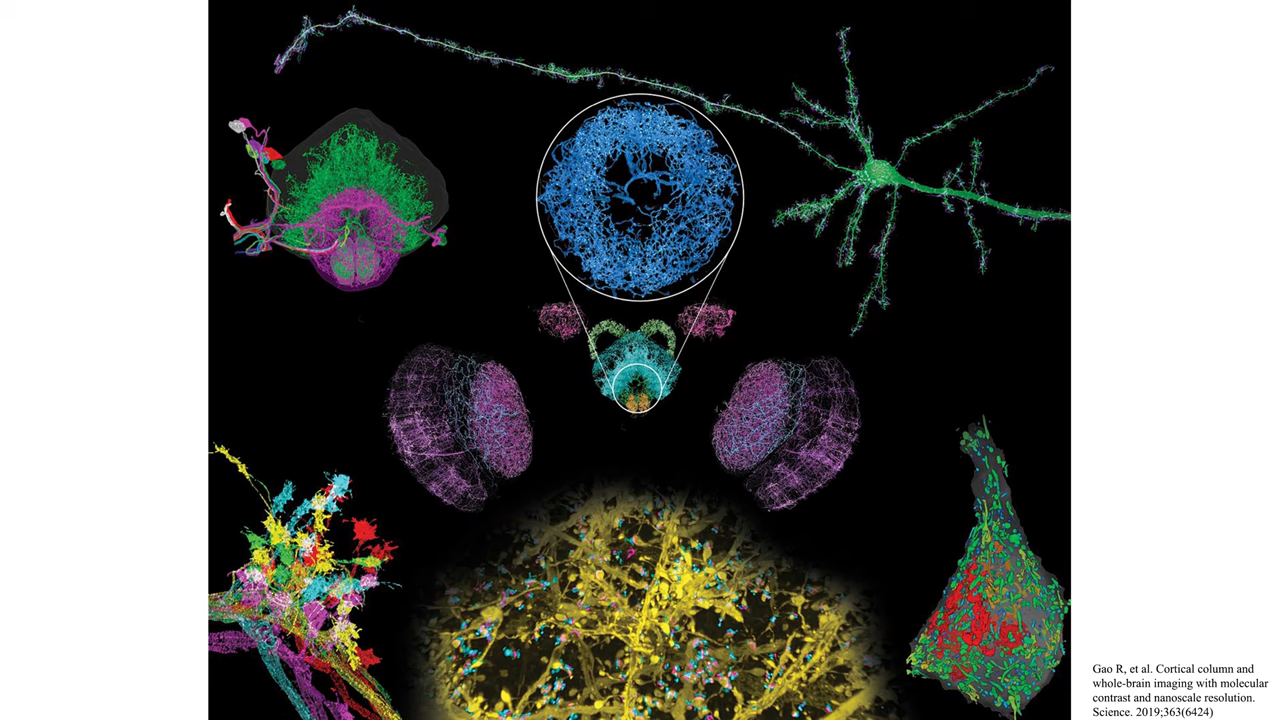 Gao R, et al. Cortical column and
whole-brain imaging with molecular
contrast and nanoscale resolution.
Science. 2019;363(6424)